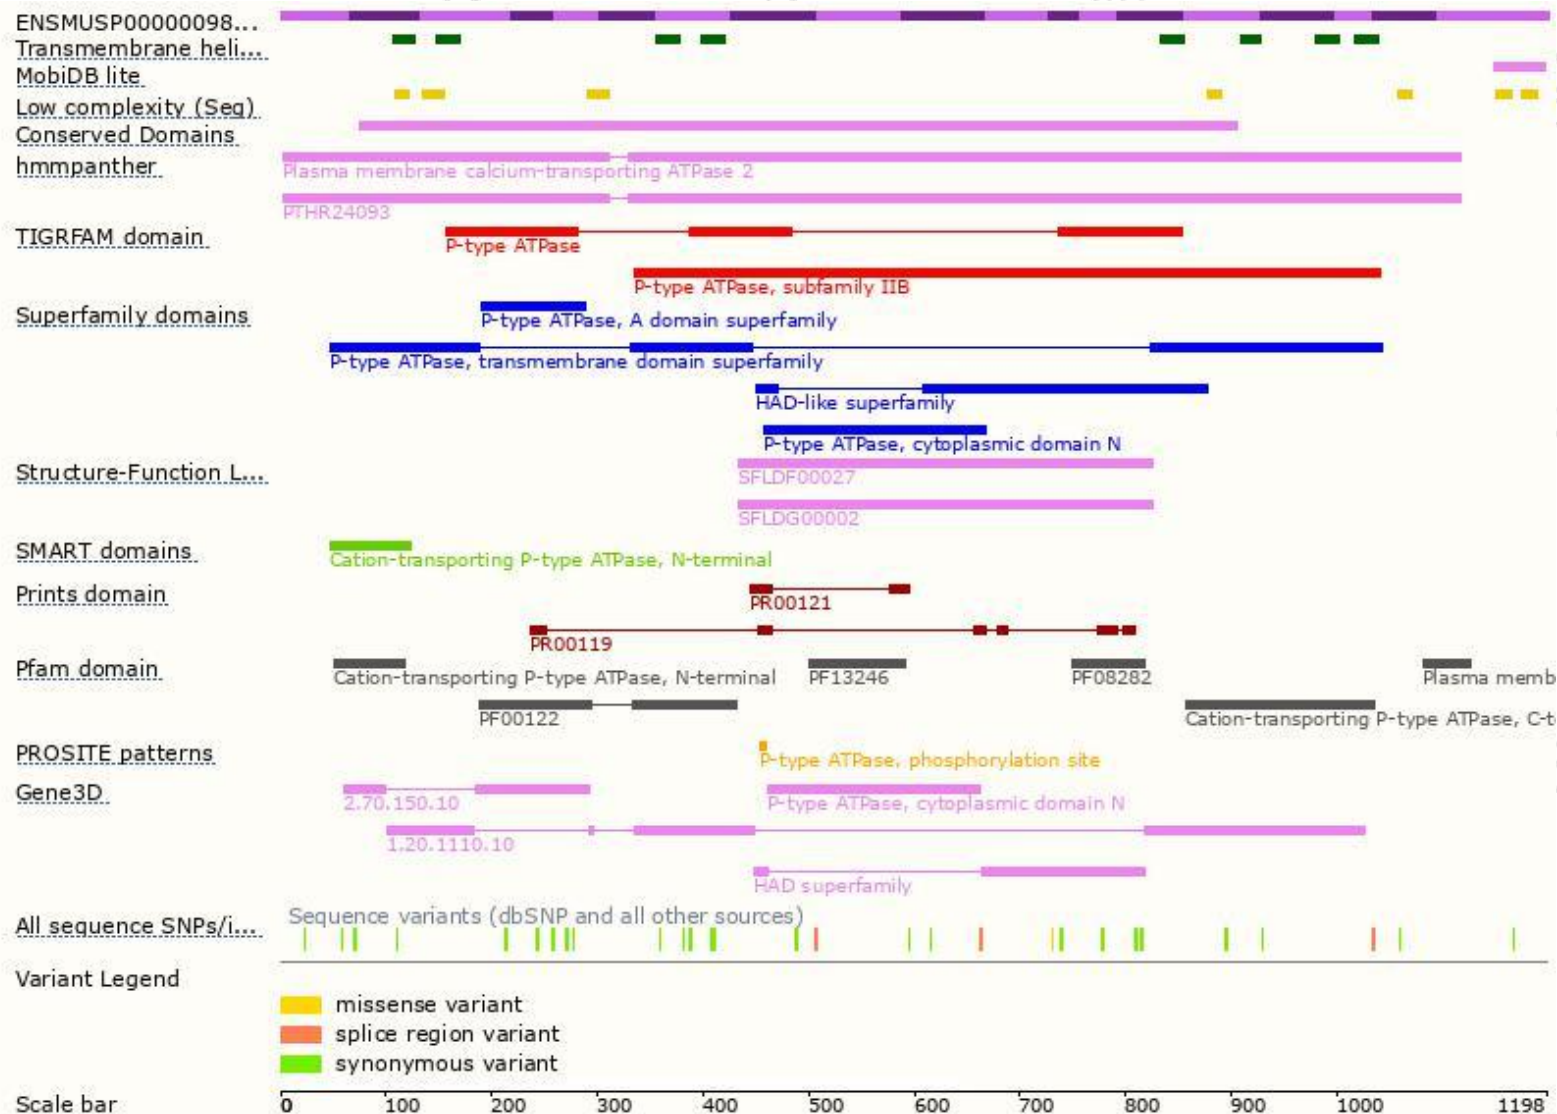 ENSMUSP00000098...
Transmembrane heli...
MobiDB lite
Low complexity (Seg)
Conserved Domains
hmmpanther
Plasma membrane calcium-transporting ATPase 2
PTHR24093
TIGRFAM domain
P-type ATPase
P-type ATPase, subfamily IIB
Superfamily domains
P-type ATPase, A domain superfamily
P-type ATPase, transmembrane domain superfamily
HAD-like superfamily
P-type ATPase, cytoplasmic domain N
Structure-Function L...
SFLDF00027
SFLDG00002
SMART domains
Cation-transporting P-type ATPase, N-terminal
Prints domain
PR00121
PR00119
Pfam domain
Cation-transporting P-type ATPase, N-terminal PF13246 PF08282 Plasma memb
PF00122 Cation-transporting P-type ATPase, C-t
PROSITE patterns
P-type ATPase, phosphorylation site
Gene3D
2.70.150.10 P-type ATPase, cytoplasmic domain N
1.20.1110.10
HAD superfamily
Sequence variants (dbSNP and all other sources)
All sequence SNPs/i...
Variant Legend
missense variant
splice region variant
synonymous variant
Scale bar 0 100 200 300 400 500 600 700 800 900 1000 1198